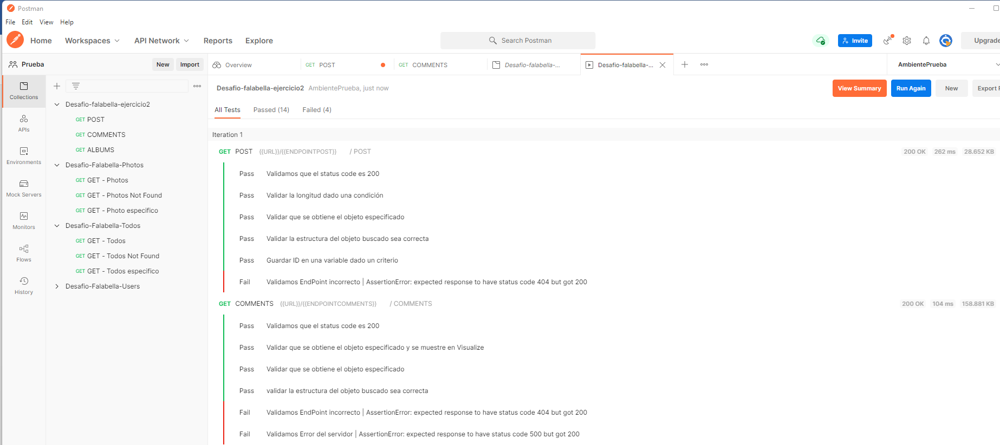 Postman
File Edit View Help
Home Workspaces API Network Reports Explore Search Postman Invite Upgrade
Prueba New Import Overview GET POST GET COMMENTS Desafio-falabella-... Desafio-falabella-... AmbientePrueba
Collections
APIs
Environments
Mock Servers
Monitors
Flows
History
Desafio-falabella-ejercicio2
GET POST
GET COMMENTS
GET ALBUMS
Desafio-Falabella-Photos
GET GET - Photos
GET GET - Photos Not Found
GET GET - Photo especifico
Desafio-Falabella-Todos
GET GET - Todos
GET GET - Todos Not Found
GET GET - Todos especifico
Desafio-Falabella-Users
Desafio-falabella-ejercicio2 AmbientePrueba, just now View Summary Run Again New Export
All Tests Passed (14) Failed (4)
Iteration 1
GET POST {{URL}}/{{ENDPOINTPOST}} / POST 200 OK 262 ms 28.652 KB
Pass Validamos que el status code es 200
Pass Validar la longitud dado una condición
Pass Validar que se obtiene el objeto especificado
Pass Validar la estructura del objeto buscado sea correcta
Pass Guardar ID en una variable dado un criterio
Fail Validamos EndPoint incorrecto | AssertionError: expected response to have status code 404 but got 200
GET COMMENTS {{URL}}/{{ENDPOINTCOMMENTS}} / COMMENTS 200 OK 104 ms 158.881 KB
Pass Validamos que el status code es 200
Pass Validar que se obtiene el objeto especificado y se muestre en Visualize
Pass Validar que se obtiene el objeto especificado
Pass validar la estructura del objeto buscado sea correcta
Fail Validamos EndPoint incorrecto | AssertionError: expected response to have status code 404 but got 200
Fail Validamos Error del servidor | AssertionError: expected response to have status code 500 but got 200